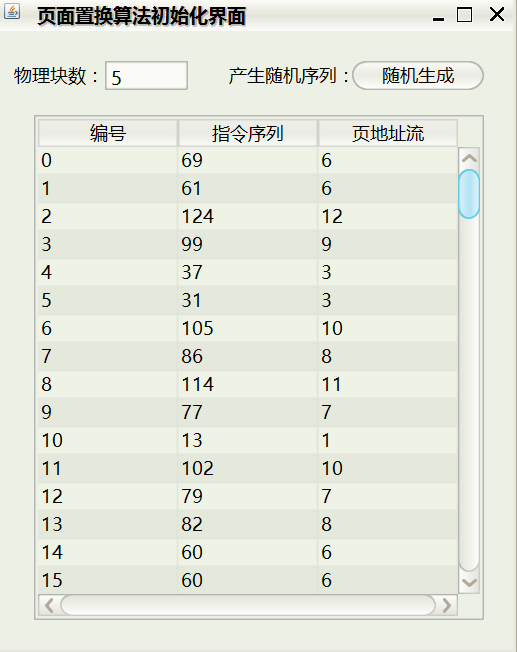 页面置换算法初始化界面
物理块数： 5 产生随机序列： 随机生成
编号 指令序列 页地址流
0 69 6
1 61 6
2 124 12
3 99 9
4 37 3
5 31 3
6 105 10
7 86 8
8 114 11
9 77 7
10 13 1
11 102 10
12 79 7
13 82 8
14 60 6
15 60 6